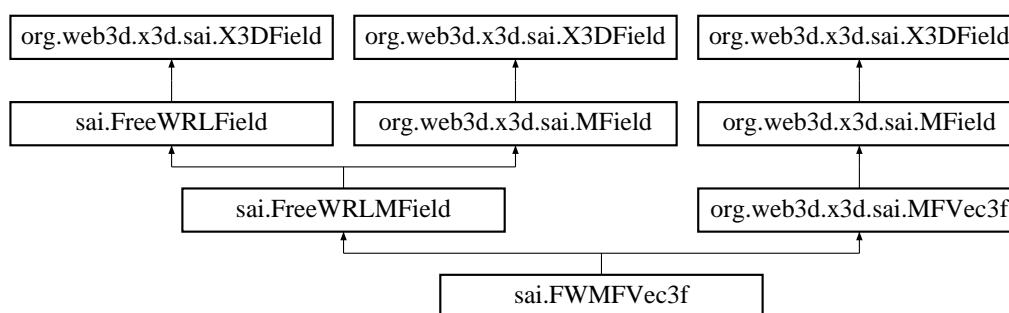 org.web3d.x3d.sai.X3DField
org.web3d.x3d.sai.X3DField
org.web3d.x3d.sai.X3DField
sai.FreeWRLField
org.web3d.x3d.sai.MField
org.web3d.x3d.sai.MField
sai.FreeWRLMField
org.web3d.x3d.sai.MFVec3f
sai.FWMFVec3f